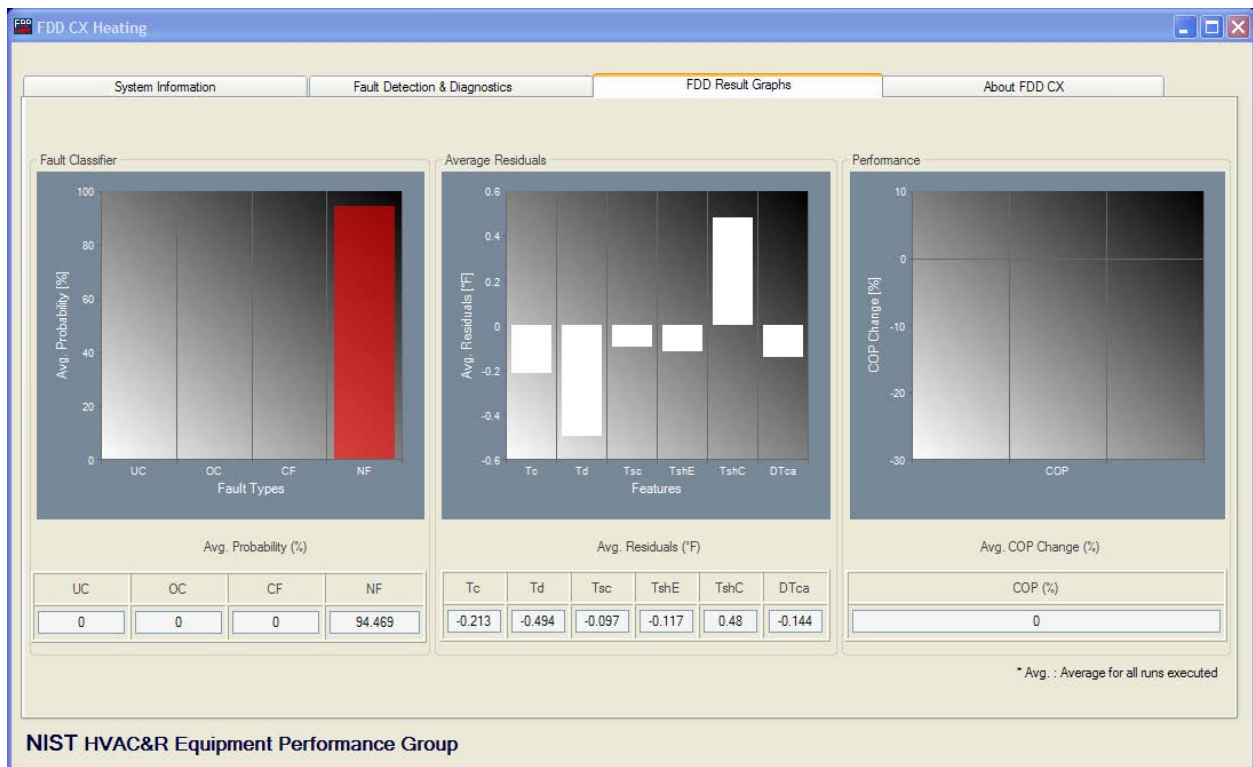 FDD CX Heating
System Information
Fault Detection & Diagnostics
FDD Result Graphs
About FDD CX
Fault Classifier
100
80
60
40
20
0
Avg. Probability [%]
UC OC CF NF
Fault Types
Avg. Probability (%)
UC OC CF NF
0 0 0 94.469
Average Residuals
0.6
0.4
0.2
0
-0.2
-0.4
-0.6
Avg. Residuals [°F]
Tc Td Tsc TshE TshC DTca
Features
Avg. Residuals (°F)
Tc Td Tsc TshE TshC DTca
-0.213 -0.494 -0.097 -0.117 0.48 -0.144
Performance
10
0
-10
-20
-30
COP Change [%]
COP
Avg. COP Change (%)
COP (%)
0
* Avg. : Average for all runs executed
NIST HVAC&R Equipment Performance Group